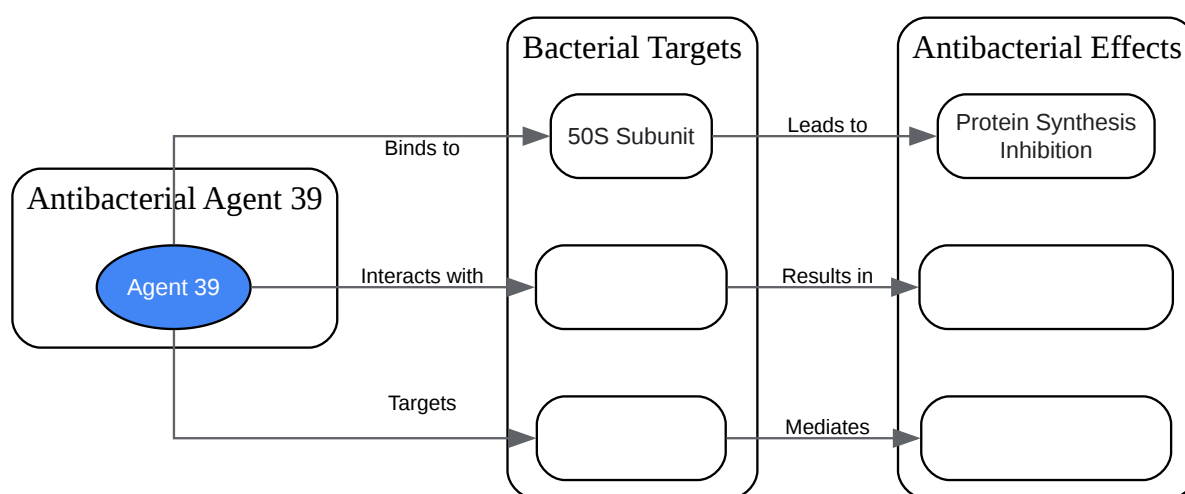 Bacterial Targets
Antibacterial Effects
50S Subunit
Leads to
Protein Synthesis
Inhibition
Binds to
Antibacterial Agent 39
Agent 39
Interacts with
Results in
Targets
Mediates